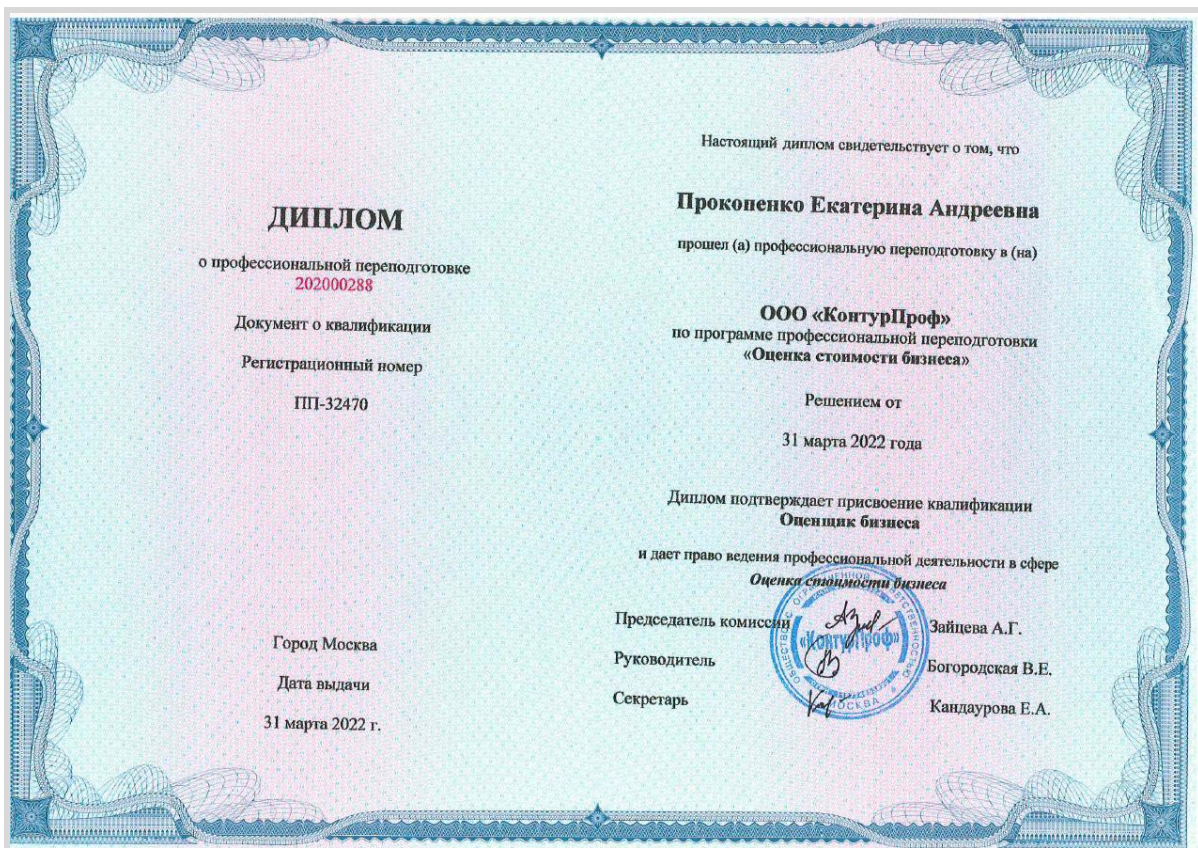 ДИПЛОМ
о профессиональной переподготовке
202000288
Документ о квалификации
Регистрационный номер
ПП-32470
Город Москва
Дата выдачи
31 марта 2022 г.
Настоящий диплом свидетельствует о том, что
Прокопенко Екатерина Андреевна
прошел (а) профессиональную переподготовку в (на)
ООО «КонтурПроф»
по программе профессиональной переподготовки
«Оценка стоимости бизнеса»
Решением от
31 марта 2022 года
Диплом подтверждает присвоение квалификации
Оценщик бизнеса
и дает право ведения профессиональной деятельности в сфере
Оценка стоимости бизнеса
Председатель комиссии Зайцева А.Г.
Руководитель Богородская В.Е.
Секретарь Кандаурова Е.А.
ОБЩЕСТВО С ОГРАНИЧЕННОЙ ОТВЕТСТВЕННОСТЬЮ
«КонтурПроф»
МОСКВА